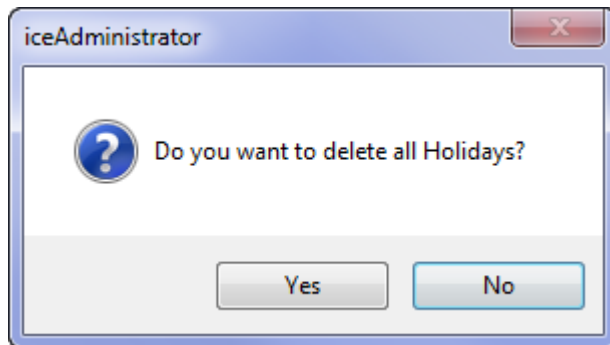 iceAdministrator
Do you want to delete all Holidays?
Yes No